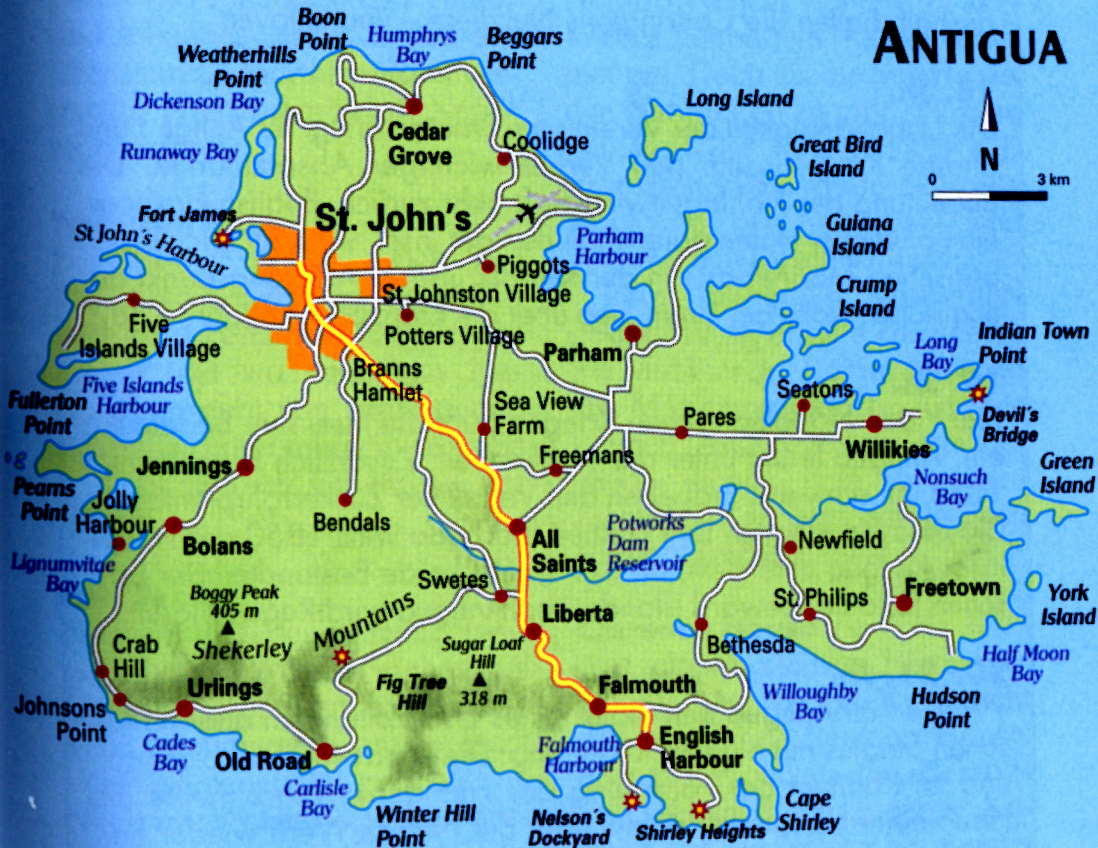 ANTIGUA
N
0 3 km
Boon
Point
Humphrys
Bay
Beggars
Point
Weatherhills
Point
Dickenson Bay
Long Island
Cedar
Grove
Coolidge
Runaway Bay
Great Bird
Island
Fort James
St. John's
St John's Harbour
Parham
Harbour
Guiana
Island
Piggots
Crump
Island
St Johnston Village
Five
Islands Village
Potters Village
Parham
Indian Town
Point
Long
Bay
Branns
Hamlet
Five Islands
Harbour
Fullerton
Point
Seatons
Sea View
Farm
Pares
Devil's
Bridge
Willikies
Jennings
Freemans
Green
Island
Nonsuch
Bay
Pearns
Point
Jolly
Harbour
Bolans
Bendals
All
Saints
Potworks
Dam
Reservoir
Newfield
Lignumvitae
Bay
Boggy Peak
405 m
Swetes
St. Philips
Freetown
York
Island
Shekerley Mountains
Liberta
Sugar Loaf
Hill
318 m
Bethesda
Crab
Hill
Half Moon
Bay
Urlings
Fig Tree
Hill
Falmouth
Willoughby
Bay
Hudson
Point
Johnsons
Point
Cades
Bay
Old Road
Falmouth
Harbour
English
Harbour
Carlisle
Bay
Winter Hill
Point
Nelson's
Dockyard
Shirley Heights
Cape
Shirley